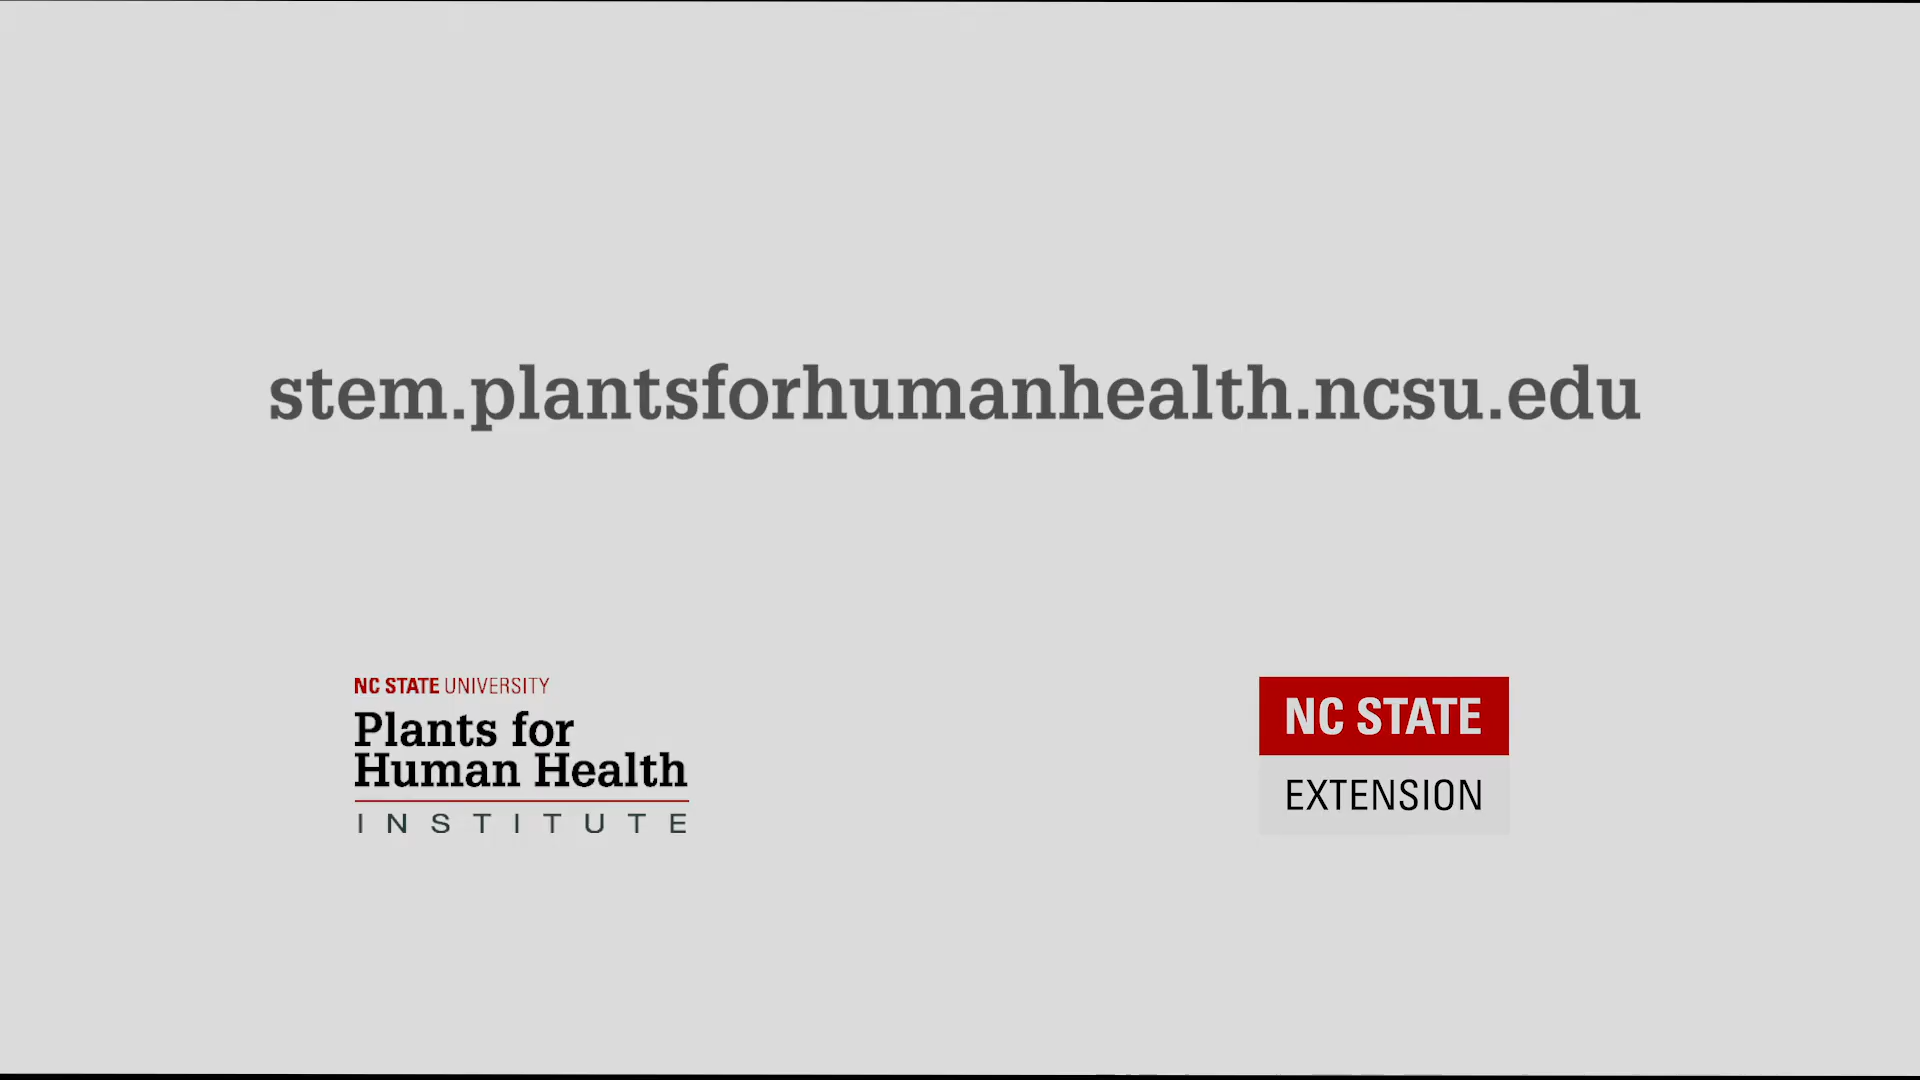 stem.plantsforhumanhealth.ncsu.edu
NC STATE UNIVERSITY
Plants for
Human Health
INSTITUTE
NC STATE
EXTENSION